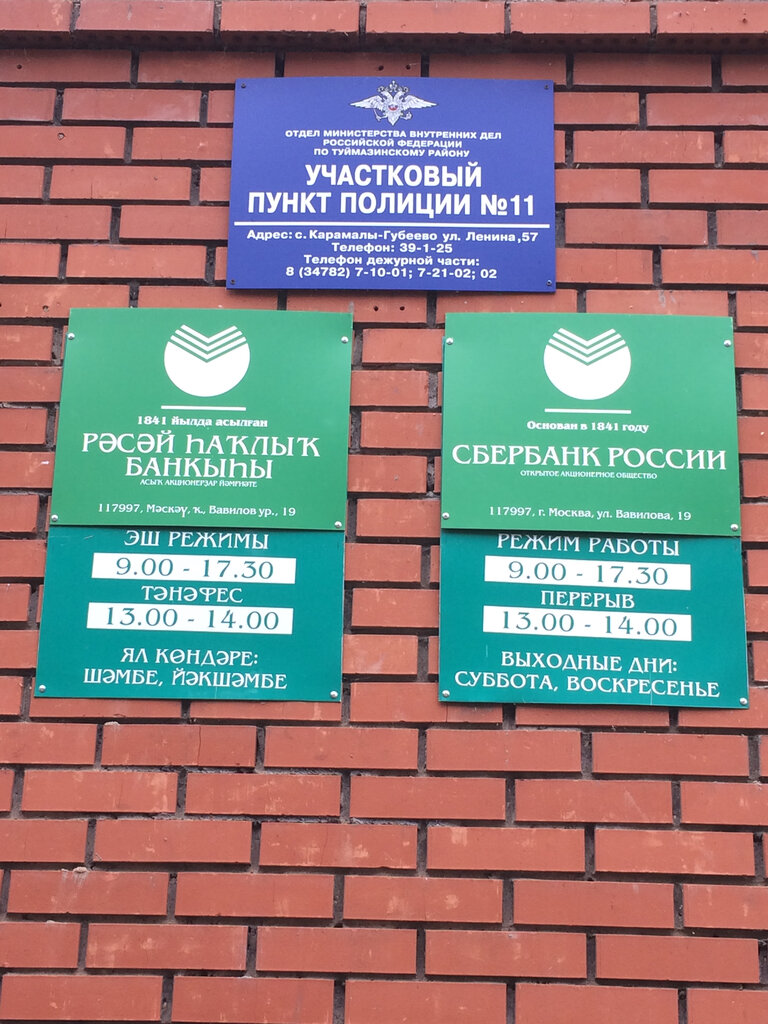 ОТДЕЛ МИНИСТЕРСТВА ВНУТРЕННИХ ДЕЛ
РОССИЙСКОЙ ФЕДЕРАЦИИ
ПО ТУЙМАЗИНСКОМУ РАЙОНУ
УЧАСТКОВЫЙ
ПУНКТ ПОЛИЦИИ №11
Адрес: с. Карамалы-Губеево ул. Ленина,57
Телефон: 39-1-25
Телефон дежурной части:
8 (34782) 7-10-01; 7-21-02; 02
1841 йылда асылған
РӘСӘЙ ҺАҠЛЫҠ
БАНКЫҺЫ
АСЫҠ АКЦИОНЕРҘАР ЙӘМҒИӘТЕ
117997, Мәскәү, ҡ., Вавилов ур., 19
ЭШ РЕЖИМЫ
9.00 - 17.30
ТӘНӘФЕС
13.00 - 14.00
ЯЛ КӨНДӘРЕ:
ШӘМБЕ, ЙӘКШӘМБЕ
Основан в 1841 году
СБЕРБАНК РОССИИ
ОТКРЫТОЕ АКЦИОНЕРНОЕ ОБЩЕСТВО
117997, г. Москва, ул. Вавилова, 19
РЕЖИМ РАБОТЫ
9.00 - 17.30
ПЕРЕРЫВ
13.00 - 14.00
ВЫХОДНЫЕ ДНИ:
СУББОТА, ВОСКРЕСЕНЬЕ